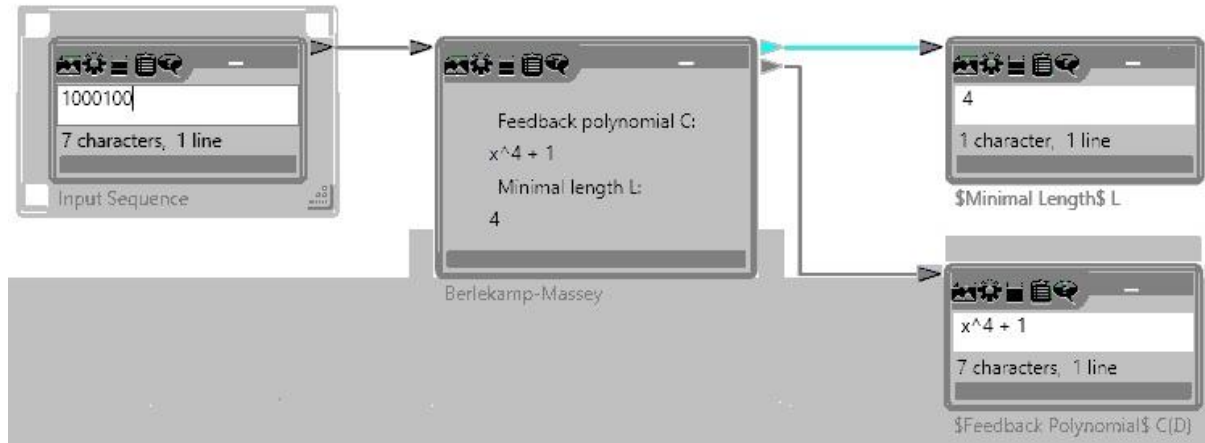 1000100
7 characters, 1 line
Input Sequence
Feedback polynomial C:
x^4 + 1
Minimal length L:
4
Berlekamp-Massey
4
1 character, 1 line
$Minimal Length$ L
x^4 + 1
7 characters, 1 line
$Feedback Polynomial$ C(D)